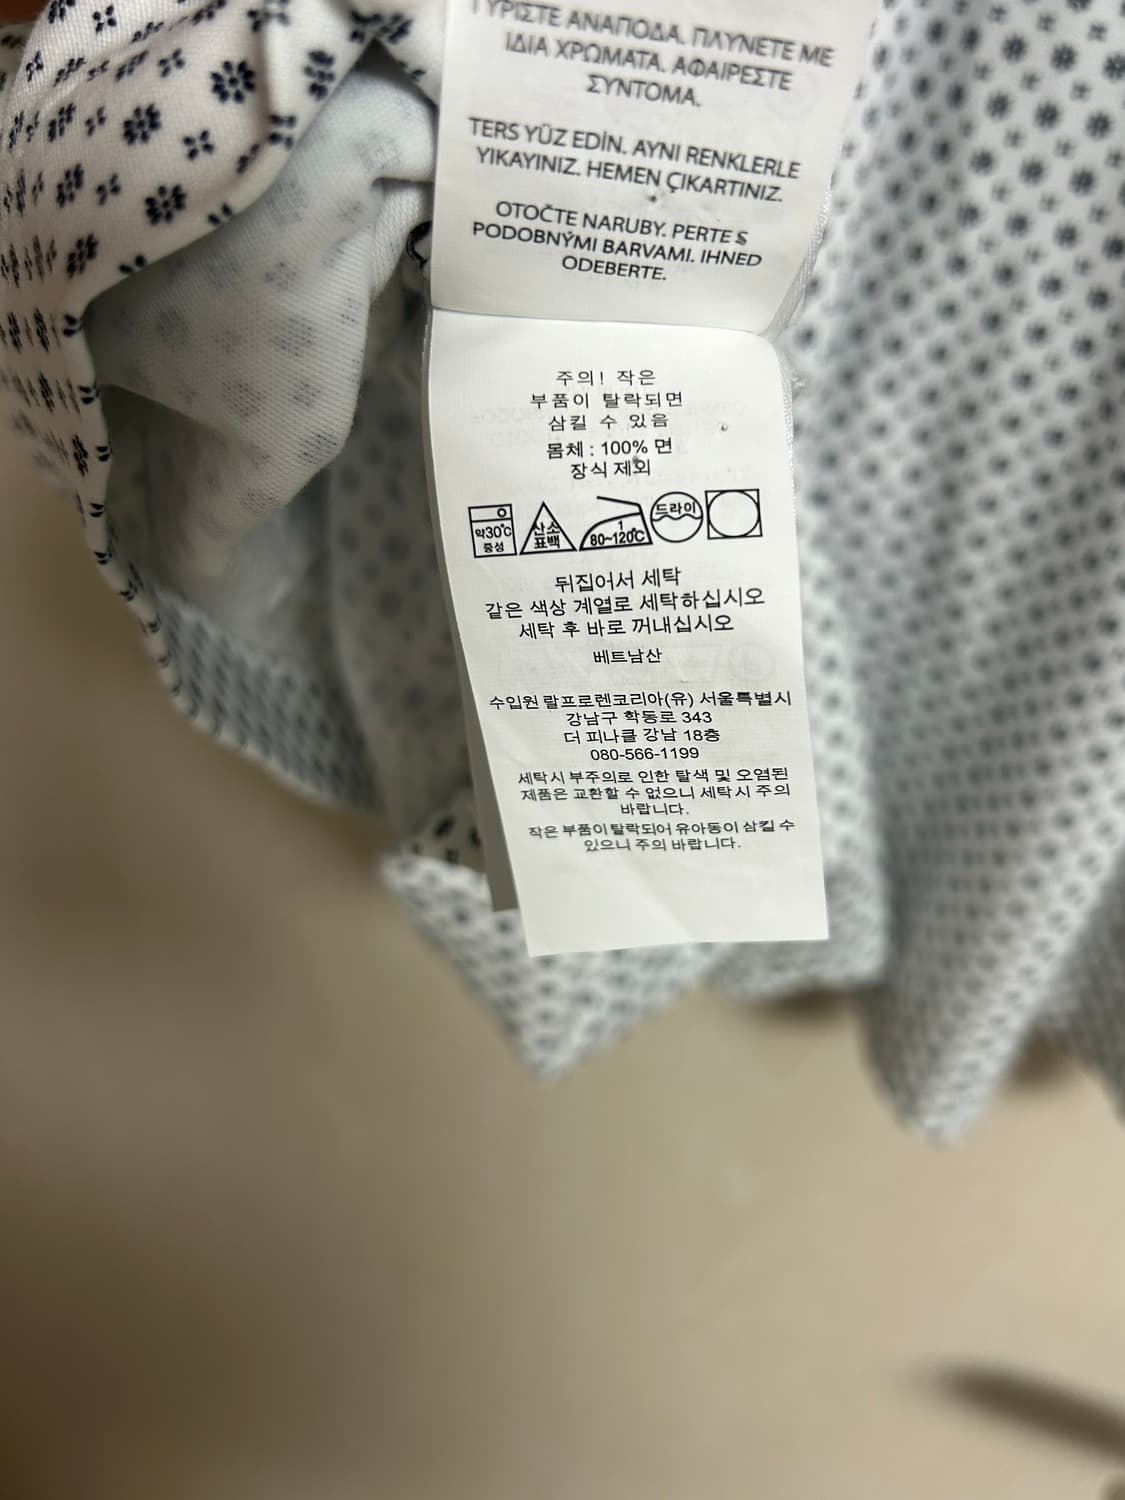 ΓΥΡΙΣΤΕ ΑΝΑΠΟΔΑ. ΠΛΥΝΕΤΕ ΜΕ
ΙΔΙΑ ΧΡΩΜΑΤΑ. ΑΦΑΙΡΕΣΤΕ
ΣΥΝΤΟΜΑ.
TERS YÜZ EDİN. AYNI RENKLERLE
YIKAYINIZ. HEMEN ÇIKARTINIZ.
OTOČTE NARUBY. PERTE S
PODOBNÝMI BARVAMI. IHNED
ODEBERTE.
주의! 작은
부품이 탈락되면
삼킬 수 있음
몸체 : 100% 면
장식 제외
약30℃
중성
산소
표백
1
80~120℃
드라이
뒤집어서 세탁
같은 색상 계열로 세탁하십시오
세탁 후 바로 꺼내십시오
베트남산
수입원 랄프로렌코리아(유) 서울특별시
강남구 학동로 343
더 피나클 강남 18층
080-566-1199
세탁시 부주의로 인한 탈색 및 오염된
제품은 교환할 수 없으니 세탁시 주의
바랍니다.
작은 부품이 탈락되어 유아동이 삼킬 수
있으니 주의 바랍니다.